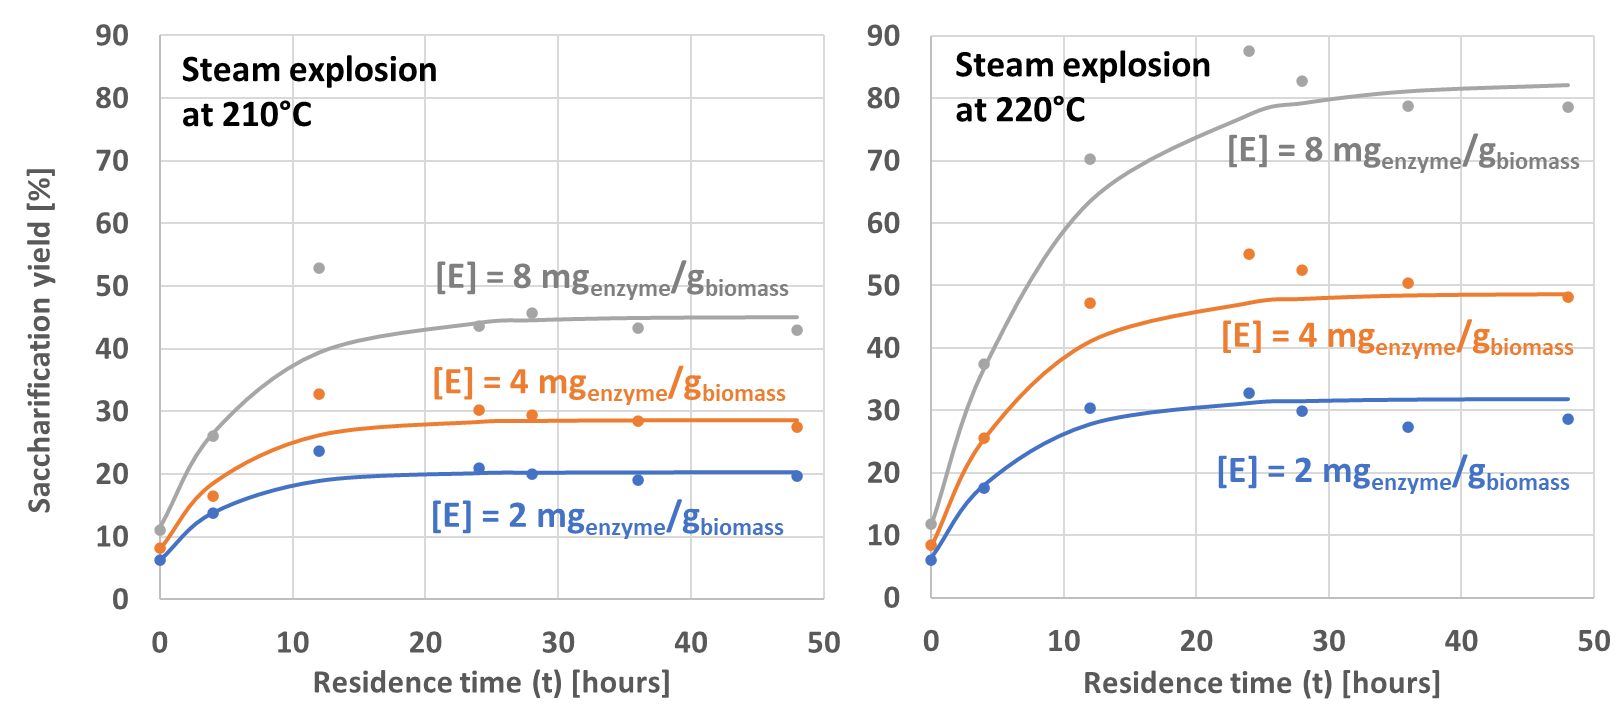 Steam explosion
at 210°C
[E] = 8 mgenzyme/gbiomass
[E] = 4 mgenzyme/gbiomass
[E] = 2 mgenzyme/gbiomass
Saccharification yield [%]
90
80
70
60
50
40
30
20
10
0
0 10 20 30 40 50
Residence time (t) [hours]
Steam explosion
at 220°C
[E] = 8 mgenzyme/gbiomass
[E] = 4 mgenzyme/gbiomass
[E] = 2 mgenzyme/gbiomass
90
80
70
60
50
40
30
20
10
0
0 10 20 30 40 50
Residence time (t) [hours]